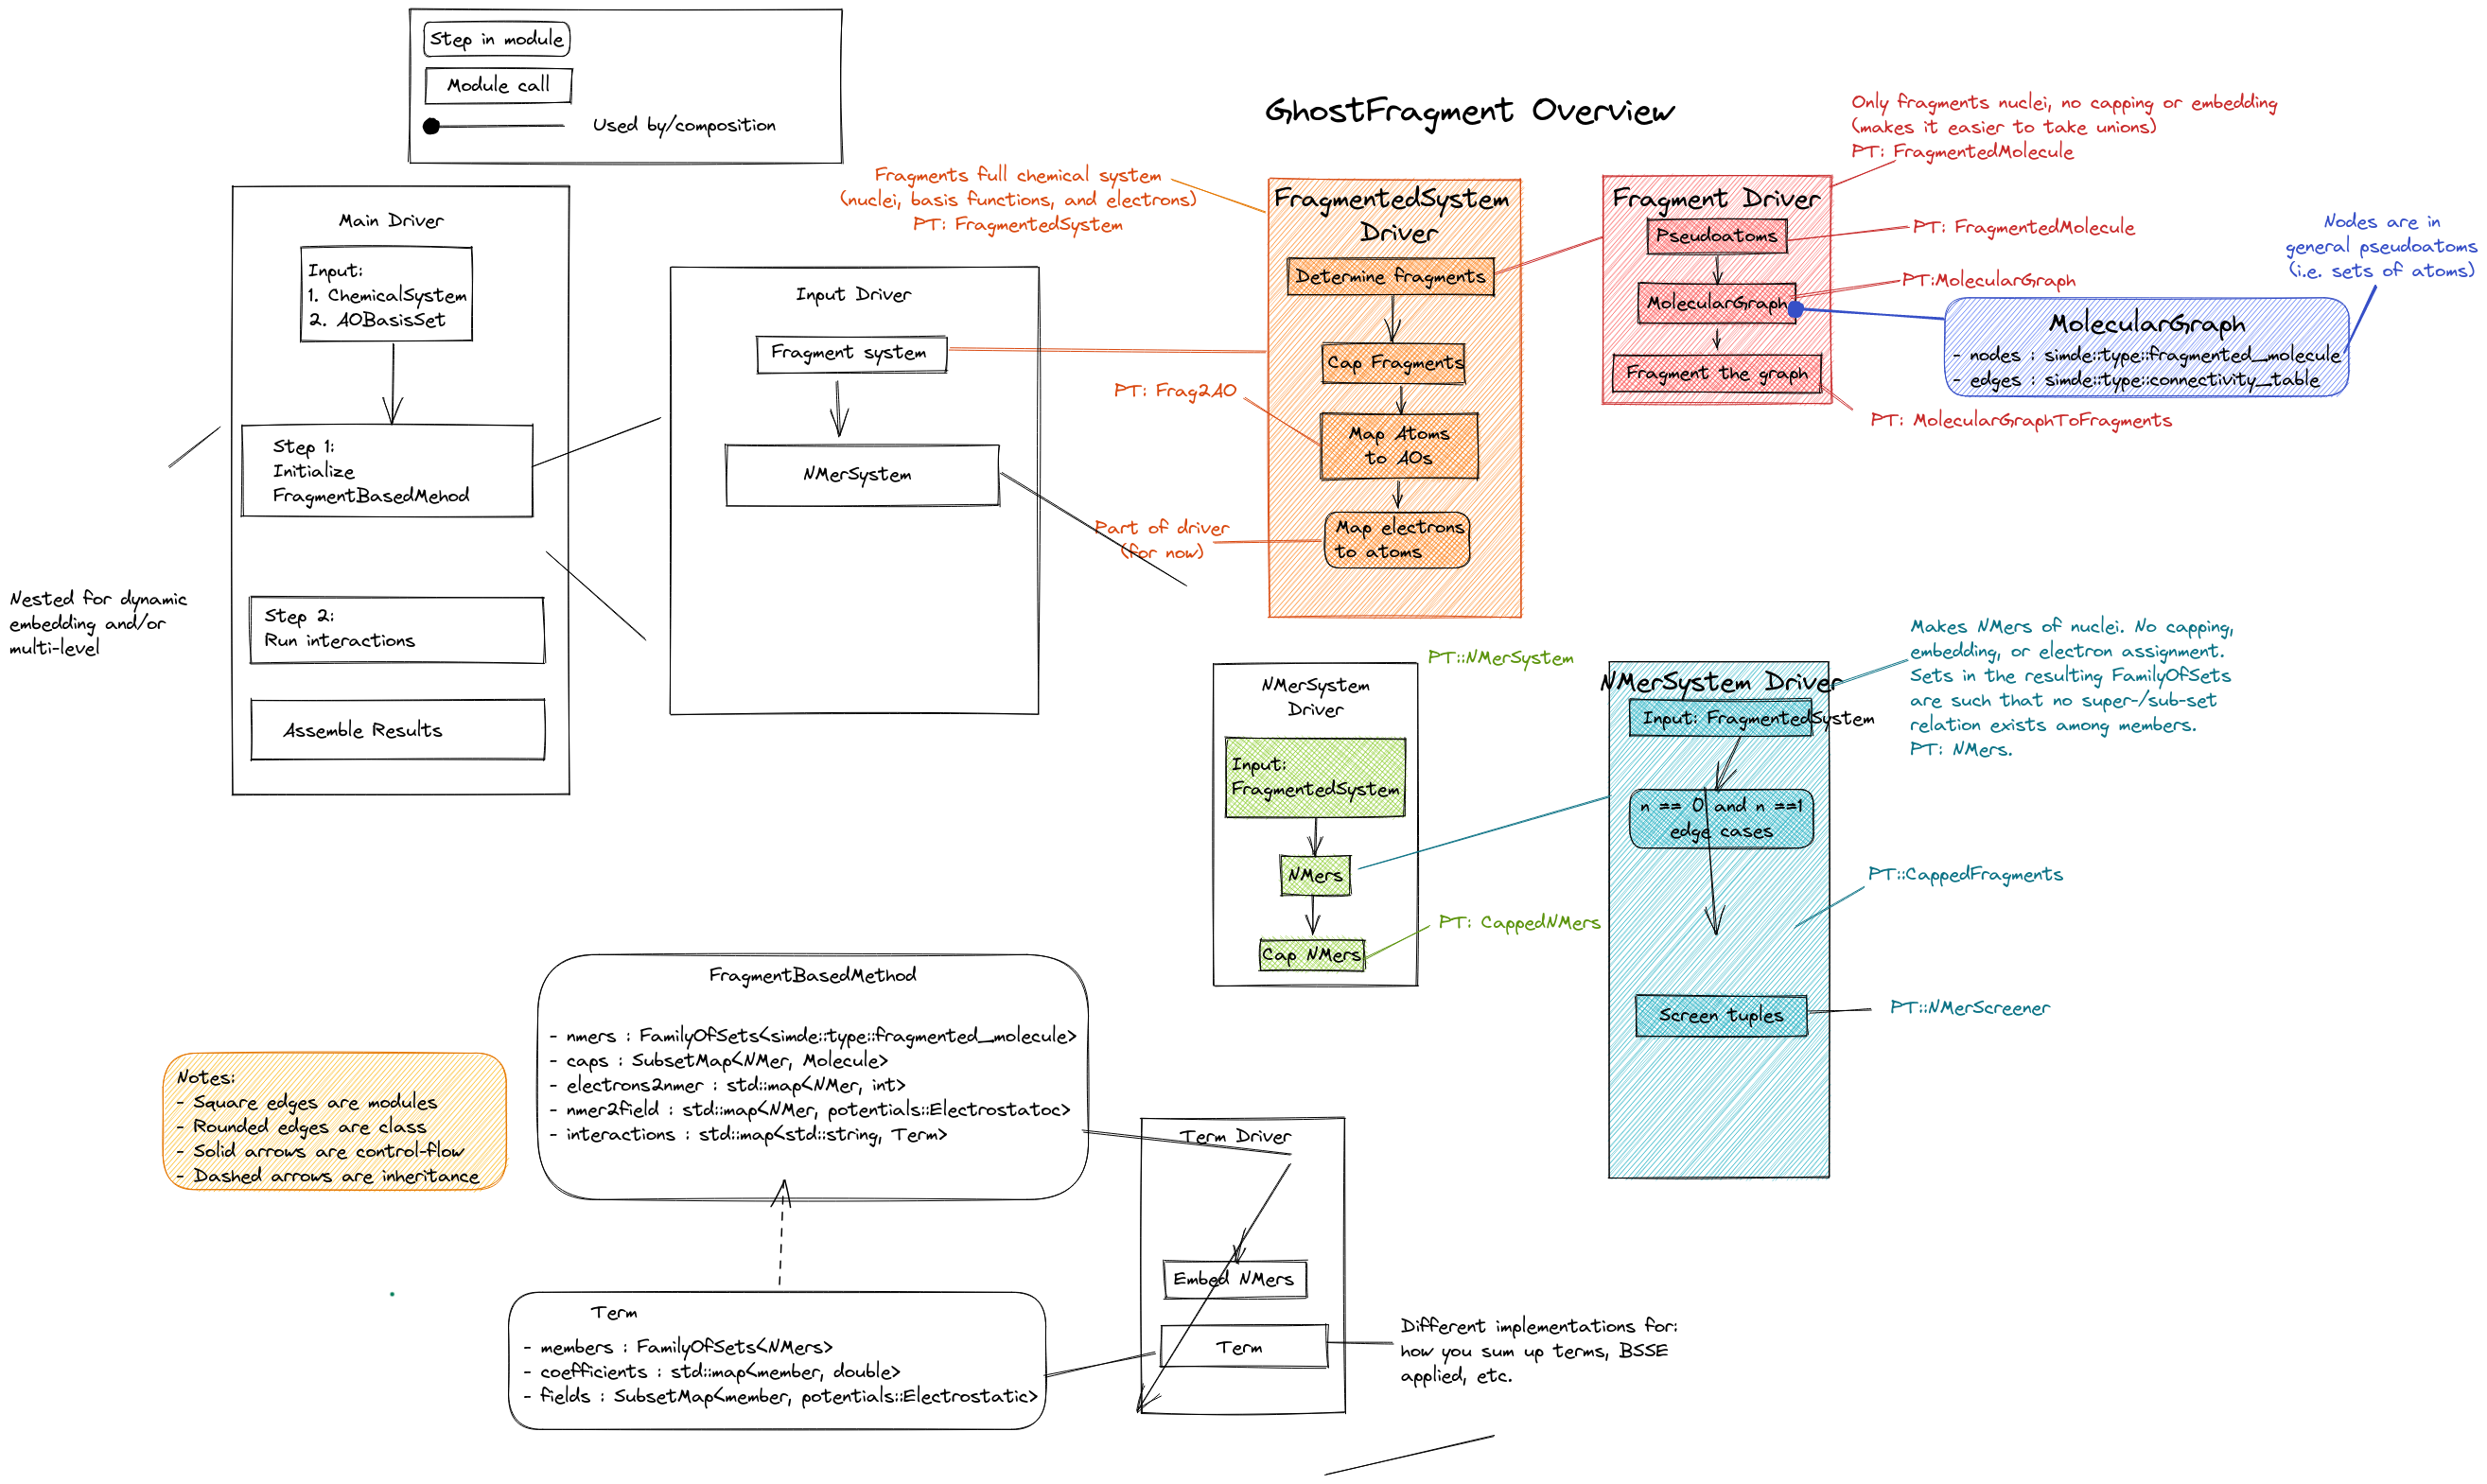 Step in module
Module call
Used by/composition
GhostFragment Overview
Main Driver
Input:
1. ChemicalSystem
2. AOBasisSet
Step 1:
Initialize
FragmentBasedMehod
Step 2:
Run interactions
Assemble Results
Nested for dynamic
embedding and/or
multi-level
Input Driver
Fragment system
NMerSystem
Fragments full chemical system
(nuclei, basis functions, and electrons)
PT: FragmentedSystem
FragmentedSystem
Driver
Determine fragments
Cap Fragments
Map Atoms
to AOs
Map electrons
to atoms
PT: Frag2AO
Part of driver
(for now)
Only fragments nuclei, no capping or embedding
(makes it easier to take unions)
PT: FragmentedMolecule
Fragment Driver
Pseudoatoms
MolecularGraph
Fragment the graph
PT: FragmentedMolecule
PT:MolecularGraph
PT: MolecularGraphToFragments
Nodes are in
general pseudoatoms
(i.e. sets of atoms)
MolecularGraph
- nodes : simde::type::fragmented_molecule
- edges : simde::type::connectivity_table
PT::NMerSystem
NMerSystem
Driver
Input:
FragmentedSystem
NMers
Cap NMers
PT: CappedNMers
NMerSystem Driver
Input: FragmentedSystem
n == 0 and n ==1
edge cases
Screen tuples
Makes NMers of nuclei. No capping,
embedding, or electron assignment.
Sets in the resulting FamilyOfSets
are such that no super-/sub-set
relation exists among members.
PT: NMers.
PT::CappedFragments
PT::NMerScreener
FragmentBasedMethod
- nmers : FamilyOfSets<simde::type::fragmented_molecule>
- caps : SubsetMap<NMer, Molecule>
- electrons2nmer : std::map<NMer, int>
- nmer2field : std::map<NMer, potentials::Electrostatoc>
- interactions : std::map<std::string, Term>
Notes:
- Square edges are modules
- Rounded edges are class
- Solid arrows are control-flow
- Dashed arrows are inheritance
Term
- members : FamilyOfSets<NMers>
- coefficients : std::map<member, double>
- fields : SubsetMap<member, potentials::Electrostatic>
Term Driver
Embed NMers
Term
Different implementations for:
how you sum up terms, BSSE
applied, etc.